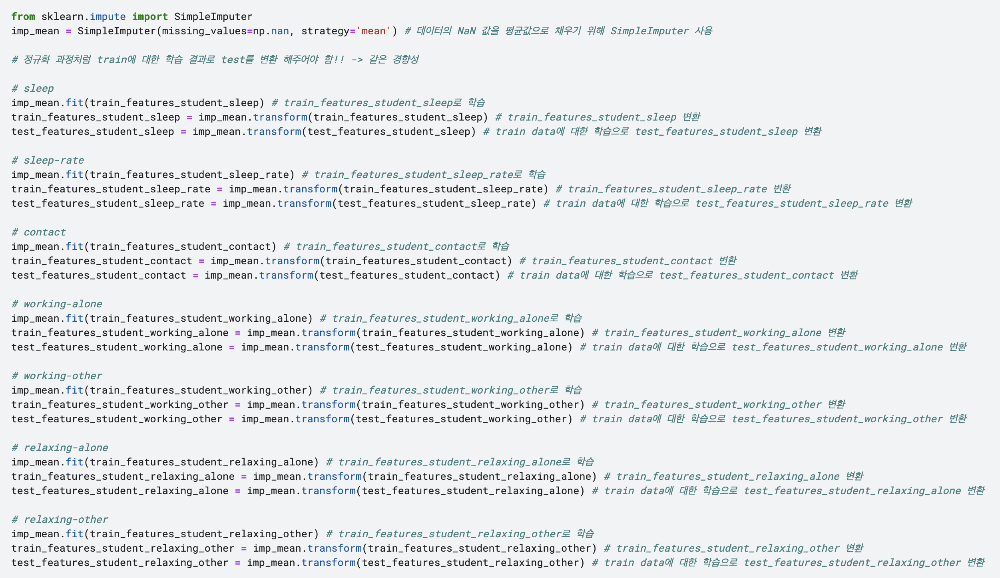 from sklearn.impute import SimpleImputer
imp_mean = SimpleImputer(missing_values=np.nan, strategy='mean') # 데이터의 NaN 값을 평균값으로 채우기 위해 SimpleImputer 사용
# 정규화 과정처럼 train에 대한 학습 결과로 test를 변환 해주어야 함!! -> 같은 경향성
# sleep
imp_mean.fit(train_features_student_sleep) # train_features_student_sleep로 학습
train_features_student_sleep = imp_mean.transform(train_features_student_sleep) # train_features_student_sleep 변환
test_features_student_sleep = imp_mean.transform(test_features_student_sleep) # train data에 대한 학습으로 test_features_student_sleep 변환
# sleep-rate
imp_mean.fit(train_features_student_sleep_rate) # train_features_student_sleep_rate로 학습
train_features_student_sleep_rate = imp_mean.transform(train_features_student_sleep_rate) # train_features_student_sleep_rate 변환
test_features_student_sleep_rate = imp_mean.transform(test_features_student_sleep_rate) # train data에 대한 학습으로 test_features_student_sleep_rate 변환
# contact
imp_mean.fit(train_features_student_contact) # train_features_student_contact로 학습
train_features_student_contact = imp_mean.transform(train_features_student_contact) # train_features_student_contact 변환
test_features_student_contact = imp_mean.transform(test_features_student_contact) # train data에 대한 학습으로 test_features_student_contact 변환
# working-alone
imp_mean.fit(train_features_student_working_alone) # train_features_student_working_alone로 학습
train_features_student_working_alone = imp_mean.transform(train_features_student_working_alone) # train_features_student_working_alone 변환
test_features_student_working_alone = imp_mean.transform(test_features_student_working_alone) # train data에 대한 학습으로 test_features_student_working_alone 변환
# working-other
imp_mean.fit(train_features_student_working_other) # train_features_student_working_other로 학습
train_features_student_working_other = imp_mean.transform(train_features_student_working_other) # train_features_student_working_other 변환
test_features_student_working_other = imp_mean.transform(test_features_student_working_other) # train data에 대한 학습으로 test_features_student_working_other 변환
# relaxing-alone
imp_mean.fit(train_features_student_relaxing_alone) # train_features_student_relaxing_alone로 학습
train_features_student_relaxing_alone = imp_mean.transform(train_features_student_relaxing_alone) # train_features_student_relaxing_alone 변환
test_features_student_relaxing_alone = imp_mean.transform(test_features_student_relaxing_alone) # train data에 대한 학습으로 test_features_student_relaxing_alone 변환
# relaxing-other
imp_mean.fit(train_features_student_relaxing_other) # train_features_student_relaxing_other로 학습
train_features_student_relaxing_other = imp_mean.transform(train_features_student_relaxing_other) # train_features_student_relaxing_other 변환
test_features_student_relaxing_other = imp_mean.transform(test_features_student_relaxing_other) # train data에 대한 학습으로 test_features_student_relaxing_other 변환